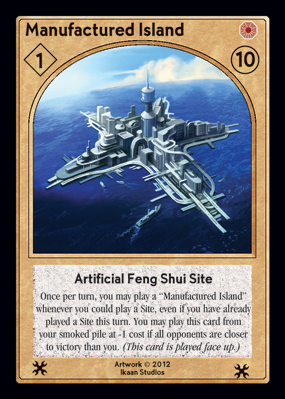 Manufactured Island
1
10
Artificial Feng Shui Site
Once per turn, you may play a “Manufactured Island”
whenever you could play a Site, even if you have already
played a Site this turn. You may play this card from
your smoked pile at -1 cost if all opponents are closer
to victory than you. (This card is played face up.)
Artwork © 2012
Ikaan Studios